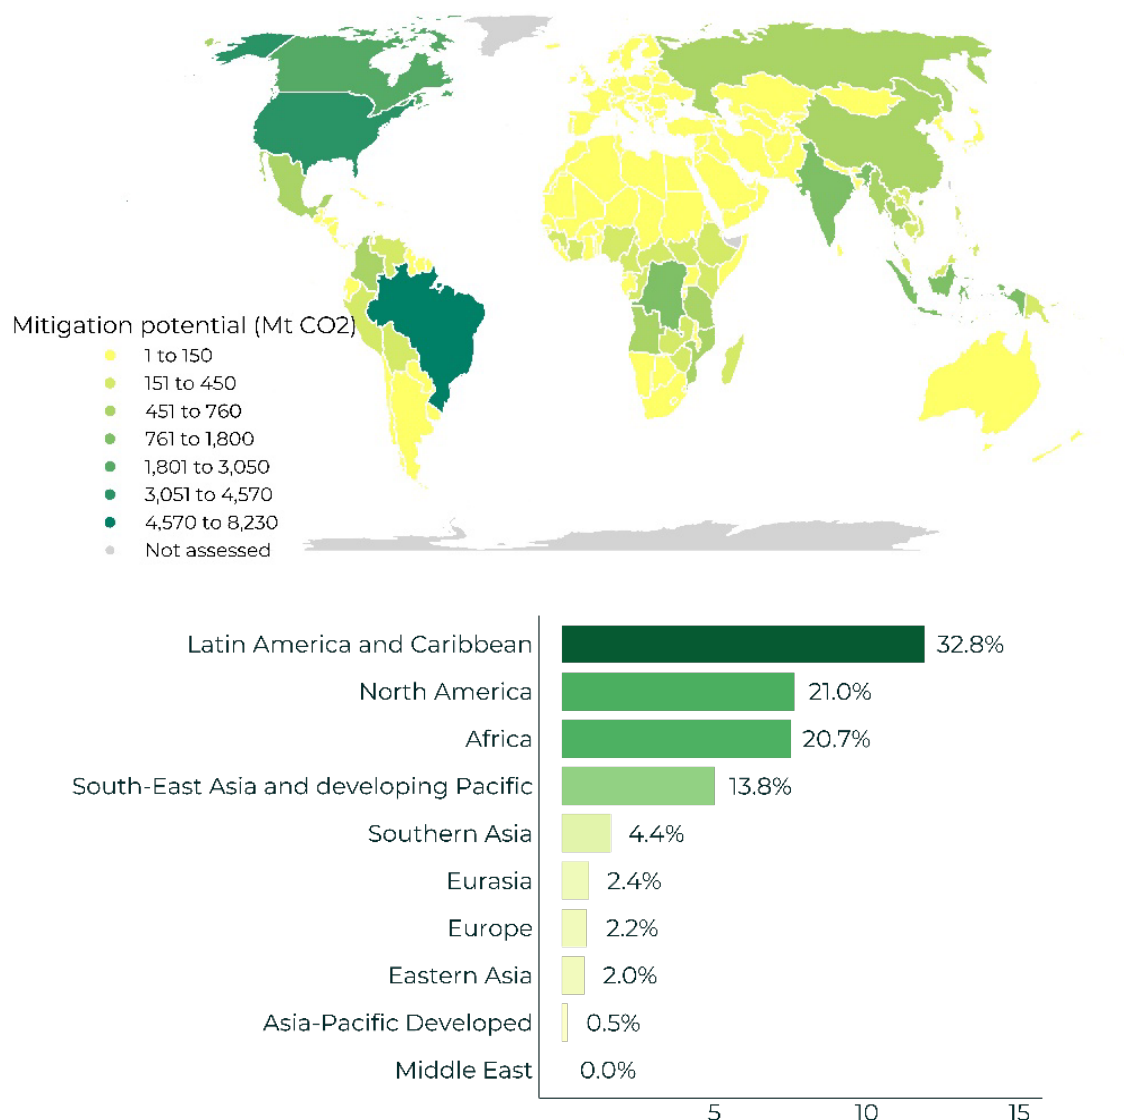 Mitigation potential (Mt CO2)
1 to 150
151 to 450
451 to 760
761 to 1,800
1,801 to 3,050
3,051 to 4,570
4,570 to 8,230
Not assessed
Latin America and Caribbean 32.8%
North America 21.0%
Africa 20.7%
South-East Asia and developing Pacific 13.8%
Southern Asia 4.4%
Eurasia 2.4%
Europe 2.2%
Eastern Asia 2.0%
Asia-Pacific Developed 0.5%
Middle East 0.0%
5 10 15